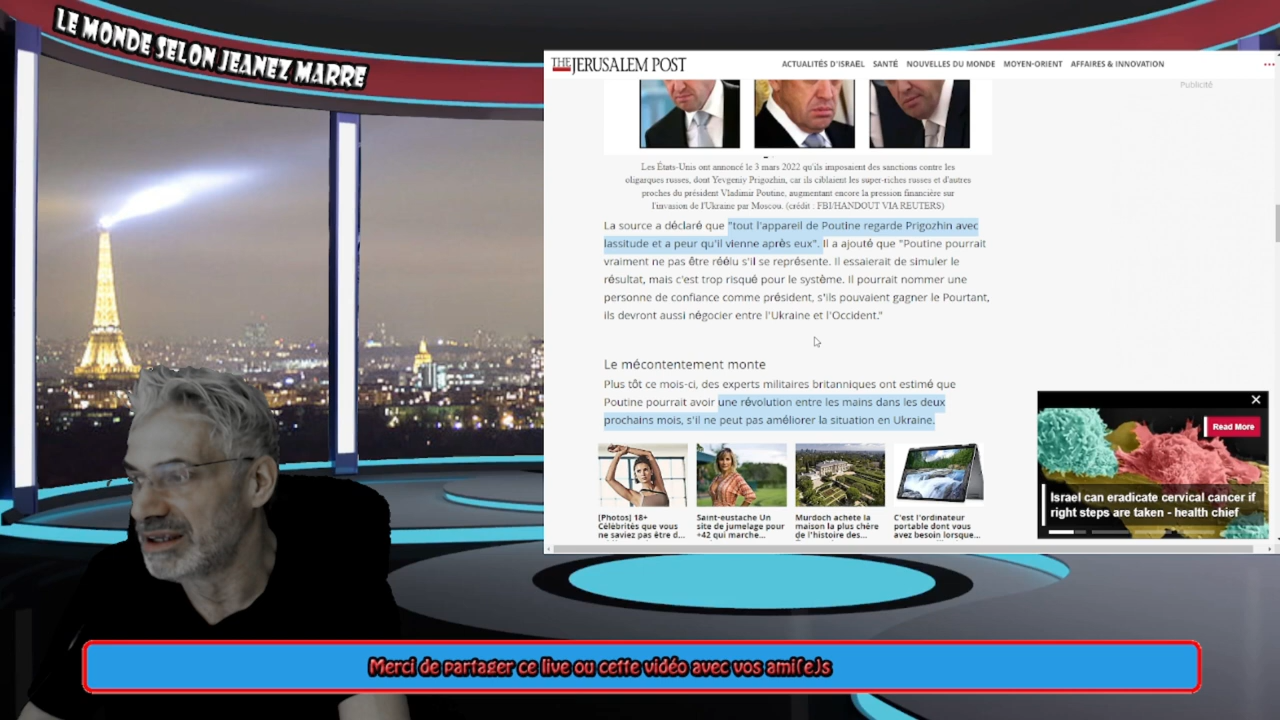 LE MONDE SELON JEANEZ MARRE
THE JERUSALEM POST
ACTUALITÉS D'ISRAËL SANTÉ NOUVELLES DU MONDE MOYEN-ORIENT AFFAIRES & INNOVATION
Publicité
Les États-Unis ont annoncé le 3 mars 2022 qu'ils imposaient des sanctions contre les
oligarques russes, dont Yevgeniy Prigozhin, car ils ciblaient les super-riches russes et d'autres
proches du président Vladimir Poutine, augmentant encore la pression financière sur
l'invasion de l'Ukraine par Moscou. (crédit : FBI/HANDOUT VIA REUTERS)
La source a déclaré que "tout l'appareil de Poutine regarde Prigozhin avec
lassitude et a peur qu'il vienne après eux". Il a ajouté que "Poutine pourrait
vraiment ne pas être réélu s'il se représente. Il essaierait de simuler le
résultat, mais c'est trop risqué pour le système. Il pourrait nommer une
personne de confiance comme président, s'ils pouvaient gagner le Pourtant,
ils devront aussi négocier entre l'Ukraine et l'Occident."
Le mécontentement monte
Plus tôt ce mois-ci, des experts militaires britanniques ont estimé que
Poutine pourrait avoir une révolution entre les mains dans les deux
prochains mois, s'il ne peut pas améliorer la situation en Ukraine.
Read More
Israel can eradicate cervical cancer if
right steps are taken - health chief
[Photos] 18+
Célébrités que vous
ne saviez pas être d...
Saint-eustache Un
site de jumelage pour
+42 qui marche...
Murdoch achète la
maison la plus chère
de l'histoire des...
C'est l'ordinateur
portable dont vous
avez besoin lorsque...
Merci de partager ce live ou cette vidéo avec vos ami(e)s